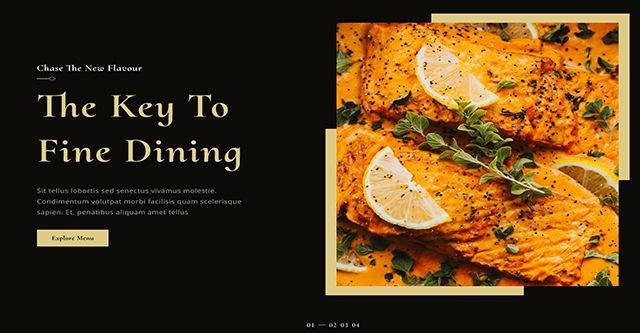 Chase The New Flavour
The Key To
Fine Dining
Sit tellus lobortis sed senectus vivamus molestie.
Condimentum volutpat morbi facilisis quam scelerisque
sapien. Et, penatibus aliquam amet tellus
Explore Menu
01 — 02 03 04